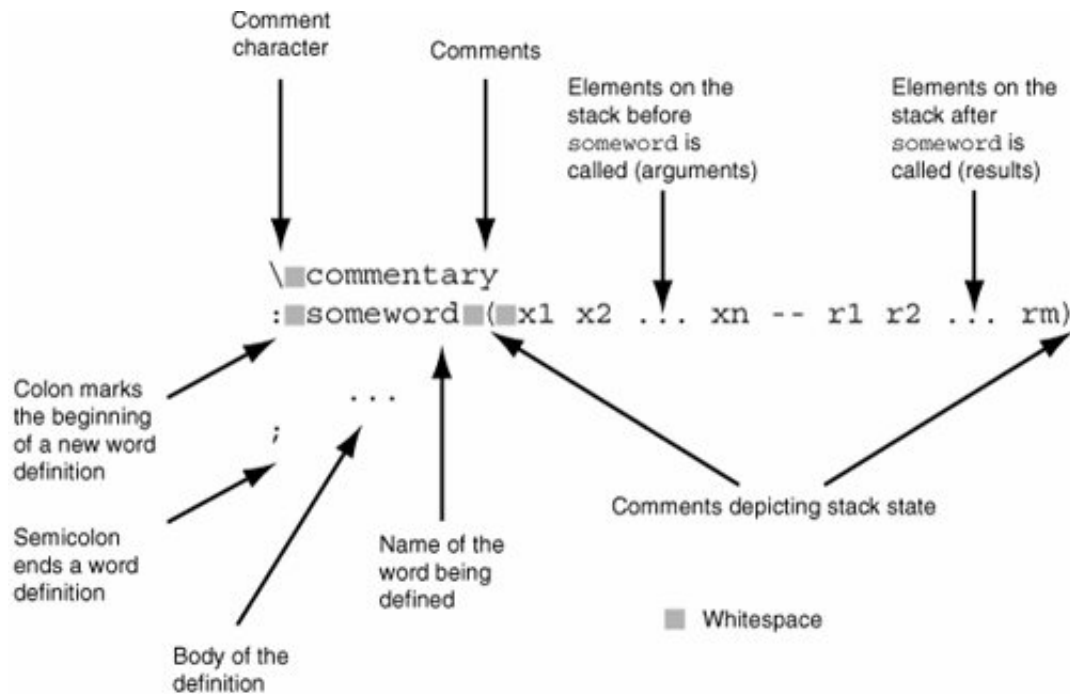 Comment
character
Comments
Elements on the
stack before
someword is
called (arguments)
Elements on the
stack after
someword is
called (results)
\ commentary
: someword ( x1 x2 ... xn -- r1 r2 ... rm)
...
;
Colon marks
the beginning
of a new word
definition
Semicolon
ends a word
definition
Body of the
definition
Name of the
word being
defined
Comments depicting stack state
Whitespace